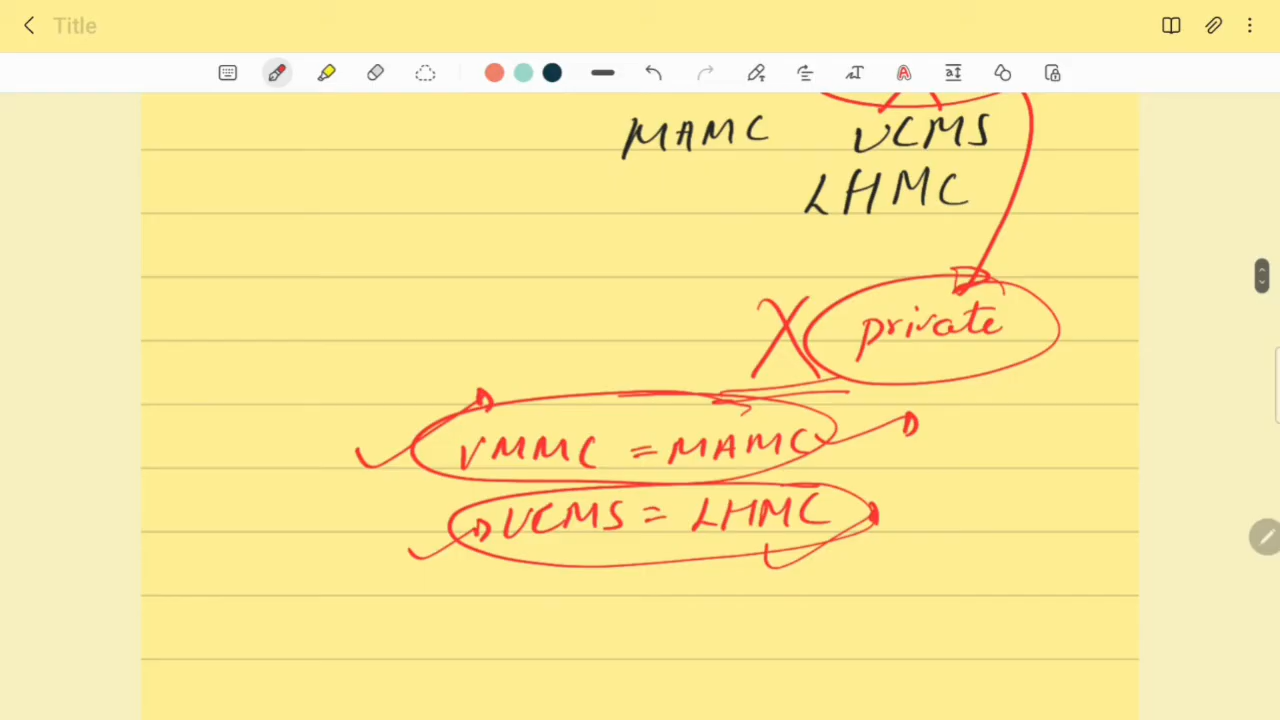 Title
MAMC UCMS
LHMC
X private
VMMC = MAMC
UCMS = LHMC